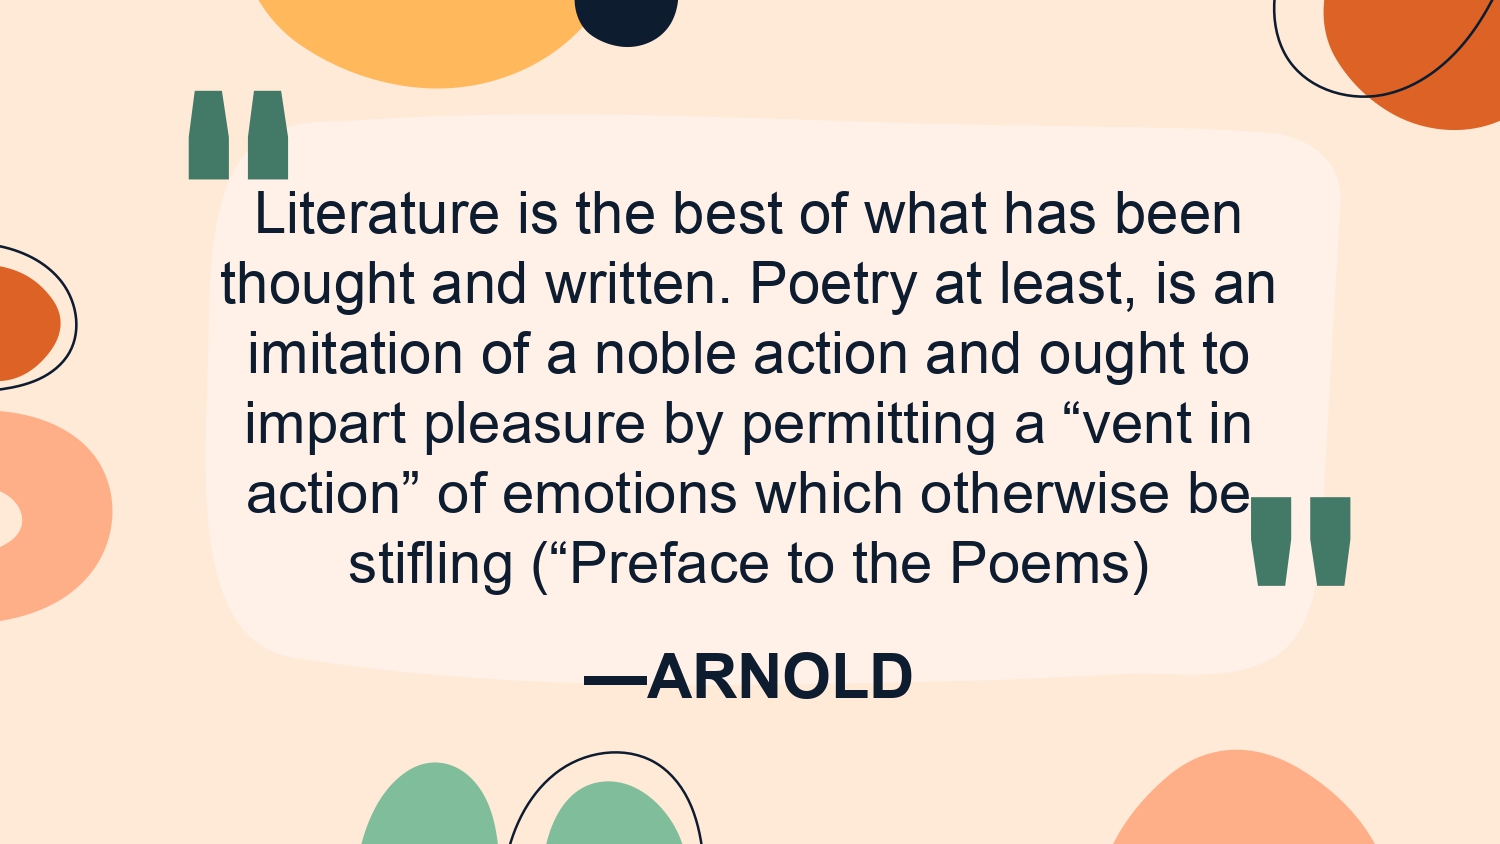 Literature is the best of what has been
thought and written. Poetry at least, is an
imitation of a noble action and ought to
impart pleasure by permitting a “vent in
action” of emotions which otherwise be
stifling (“Preface to the Poems)
—ARNOLD